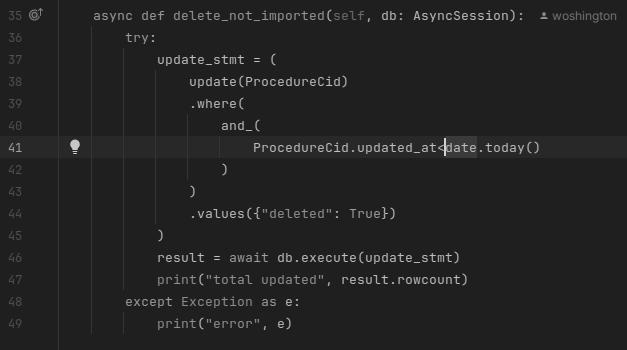 35 async def delete_not_imported(self, db: AsyncSession): woshington
36 try:
37 update_stmt = (
38 update(ProcedureCid)
39 .where(
40 and_(
41 ProcedureCid.updated_at<date.today()
42 )
43 )
44 .values({"deleted": True})
45 )
46 result = await db.execute(update_stmt)
47 print("total updated", result.rowcount)
48 except Exception as e:
49 print("error", e)